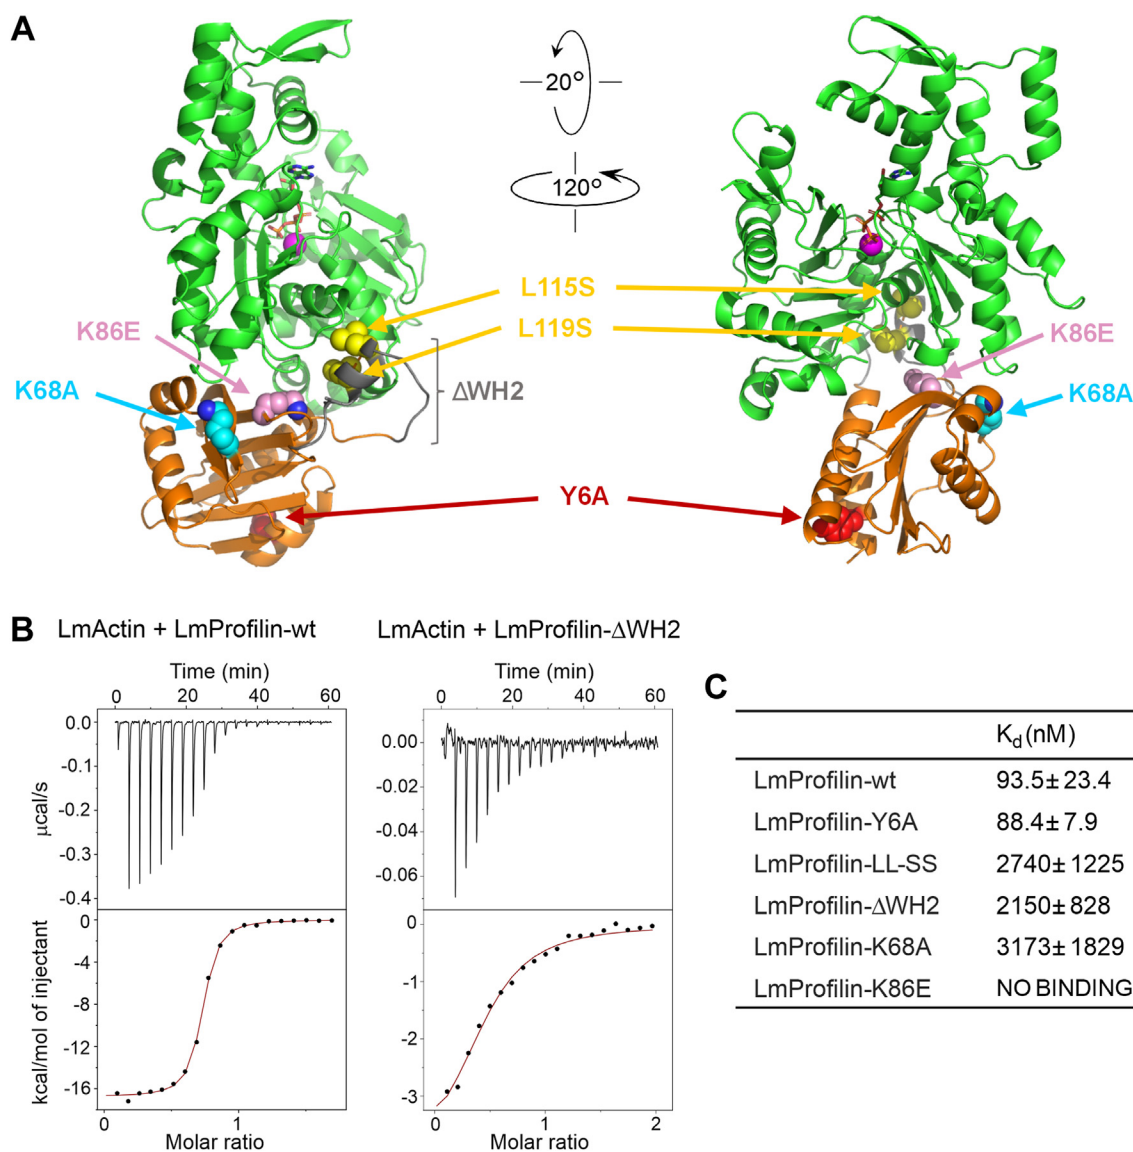 A
20°
120°
L115S
L119S
K86E
K68A
ΔWH2
K86E
K68A
Y6A
B
LmActin + LmProfilin-wt
LmActin + LmProfilin-ΔWH2
Time (min)
Time (min)
0 20 40 60
0 20 40 60
0.0
-0.1
-0.2
-0.3
-0.4
μcal/s
0.00
-0.02
-0.04
-0.06
0
-4
-8
-12
-16
kcal/mol of injectant
0
-1
-2
-3
0 1
0 1 2
Molar ratio
Molar ratio
C
Kd (nM)
LmProfilin-wt 93.5± 23.4
LmProfilin-Y6A 88.4± 7.9
LmProfilin-LL-SS 2740± 1225
LmProfilin-ΔWH2 2150± 828
LmProfilin-K68A 3173± 1829
LmProfilin-K86E NO BINDING